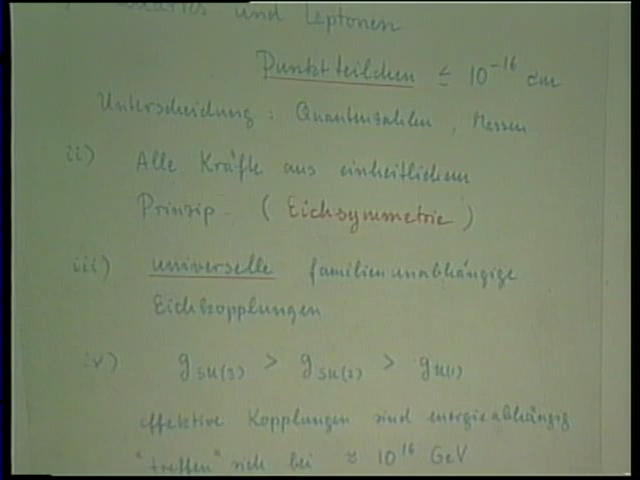 und Leptonen
Punktteilchen ≤ 10⁻¹⁶ cm
Unterscheidung : Quantenzahlen , Massen
ii) Alle Kräfte aus einheitlichem
Prinzip . ( Eichsymmetrie )
iii) universelle familienunabhängige
Eichkopplungen
iv) g_SU(3) > g_SU(2) > g_U(1)
effektive Kopplungen sind energieabhängig
"treffen" sich bei ≈ 10¹⁶ GeV